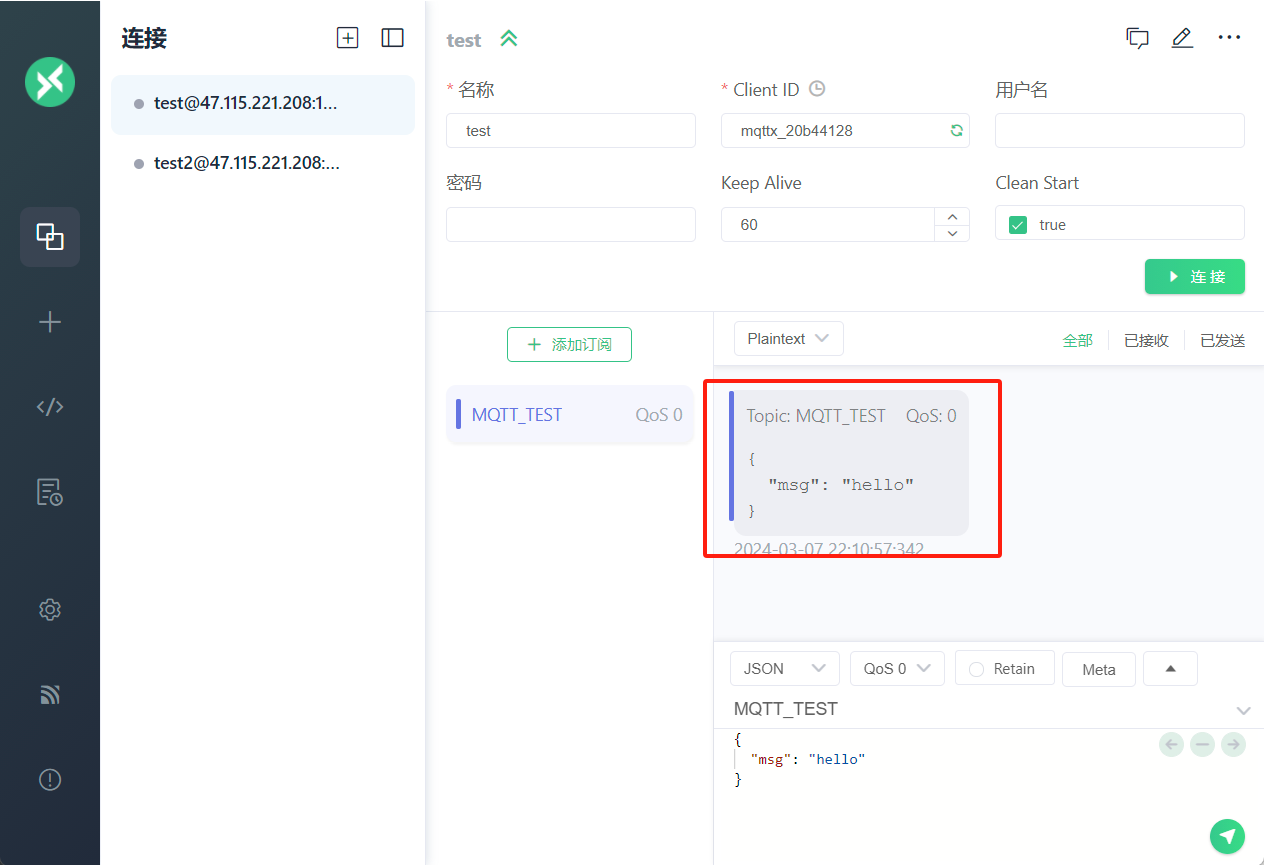 连接
test@47.115.221.208:1...
test2@47.115.221.208:...
test
* 名称
* Client ID
用户名
test
mqttx_20b44128
密码
Keep Alive
Clean Start
60
true
连 接
添加订阅
MQTT_TEST QoS 0
Plaintext
全部 已接收 已发送
Topic: MQTT_TEST QoS: 0
{
"msg": "hello"
}
2024-03-07 22:10:57:342
JSON QoS 0 Retain Meta
MQTT_TEST
{
"msg": "hello"
}